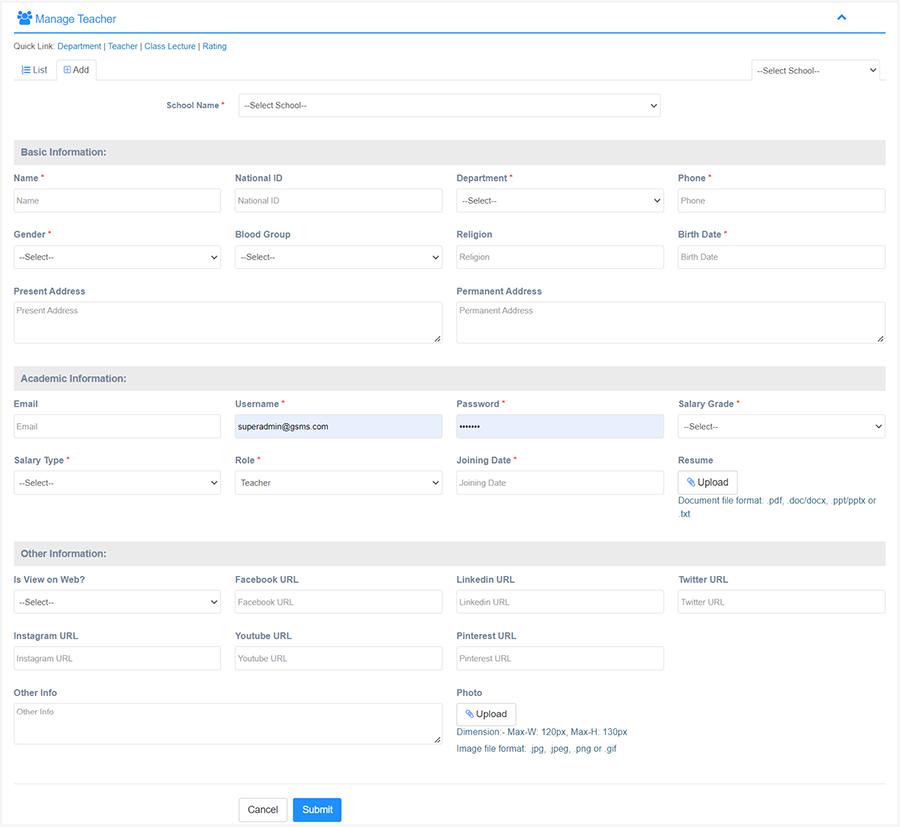 Manage Teacher
Quick Link: Department | Teacher | Class Lecture | Rating
List Add --Select School--
School Name * --Select School--
Basic Information:
Name * National ID Department * Phone *
Name National ID --Select-- Phone
Gender * Blood Group Religion Birth Date *
--Select-- --Select-- Religion Birth Date
Present Address Permanent Address
Present Address Permanent Address
Academic Information:
Email Username * Password * Salary Grade *
Email superadmin@gsms.com ••••••• --Select--
Salary Type * Role * Joining Date * Resume
--Select-- Teacher Joining Date Upload
Document file format: .pdf, .doc/docx, .ppt/pptx or
.txt
Other Information:
Is View on Web? Facebook URL Linkedin URL Twitter URL
--Select-- Facebook URL Linkedin URL Twitter URL
Instagram URL Youtube URL Pinterest URL
Instagram URL Youtube URL Pinterest URL
Other Info Photo
Other Info Upload
Dimension:- Max-W: 120px, Max-H: 130px
Image file format: .jpg, .jpeg, .png or .gif
Cancel Submit